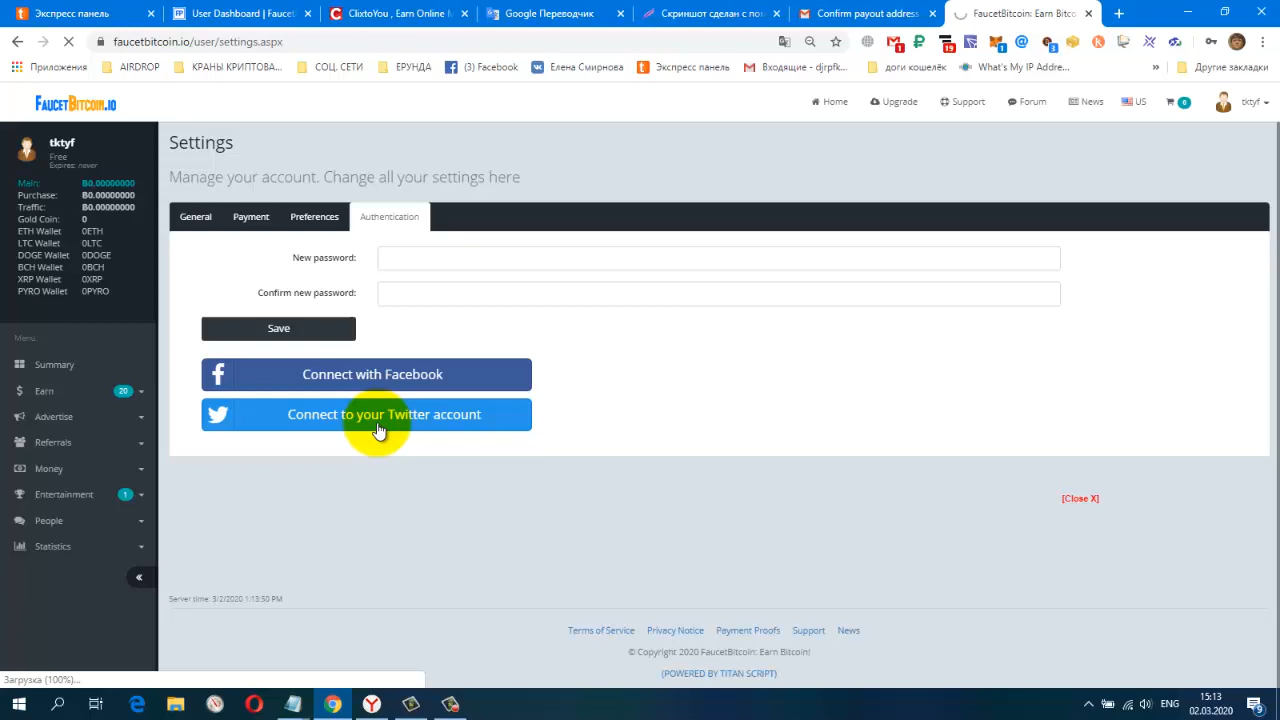 Экспресс панель
User Dashboard | Faucet
ClixtoYou , Earn Online M
Google Переводчик
Скриншот сделан с по
Confirm payout address
FaucetBitcoin: Earn Bitco
faucetbitcoin.io/user/settings.aspx
Приложения
AIRDROP
КРАНЫ КРИПТОВА...
СОЦ. СЕТИ
ЕРУНДА
(3) Facebook
Елена Смирнова
Экспресс панель
Входящие - djrpfk...
доги кошелёк
What's My IP Addre...
»
Другие закладки
FAUCETBITCOIN.IO
Home
Upgrade
Support
Forum
News
US
0
tktyf
tktyf
Free
Expires: never
Main: Ƀ0.00000000
Purchase: Ƀ0.00000000
Traffic: Ƀ0.00000000
Gold Coin: 0
ETH Wallet 0ETH
LTC Wallet 0LTC
DOGE Wallet 0DOGE
BCH Wallet 0BCH
XRP Wallet 0XRP
PYRO Wallet 0PYRO
Menu
Summary
Earn 20
Advertise
Referrals
Money
Entertainment 1
People
Statistics
Settings
Manage your account. Change all your settings here
General
Payment
Preferences
Authentication
New password:
Confirm new password:
Save
Connect with Facebook
Connect to your Twitter account
[Close X]
Server time: 3/2/2020 1:13:50 PM
Terms of Service
Privacy Notice
Payment Proofs
Support
News
© Copyright 2020 FaucetBitcoin: Earn Bitcoin!
(POWERED BY TITAN SCRIPT)
Загрузка (100%)...
ENG
15:13
02.03.2020